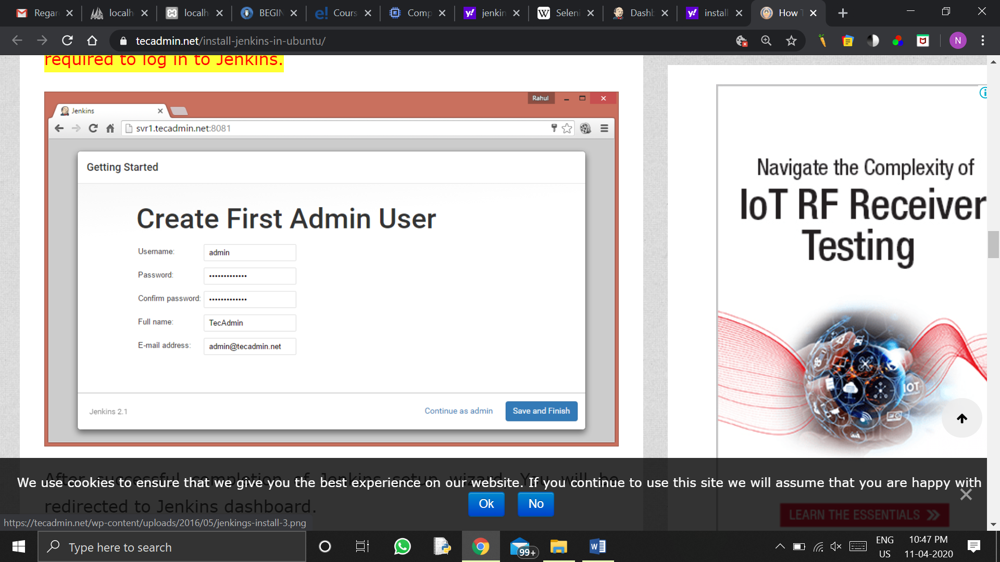 Regar
localh
localh
BEGIN
Cours
Comp
jenkin
Seleni
Dashb
install
How T
tecadmin.net/install-jenkins-in-ubuntu/
N
required to log in to Jenkins.
Rahul
Jenkins
svr1.tecadmin.net:8081
Getting Started
Create First Admin User
Username:
admin
Password:
•••••••••••••
Confirm password:
•••••••••••••
Full name:
TecAdmin
E-mail address:
admin@tecadmin.net
Jenkins 2.1
Continue as admin
Save and Finish
Navigate the Complexity of
IoT RF Receiver
Testing
IOT
After successful completion of Jenkins setup wizard, You will be
redirected to Jenkins dashboard.
We use cookies to ensure that we give you the best experience on our website. If you continue to use this site we will assume that you are happy with
Ok
No
LEARN THE ESSENTIALS
https://tecadmin.net/wp-content/uploads/2016/05/jenkings-install-3.png
Type here to search
99+
ENG
US
10:47 PM
11-04-2020